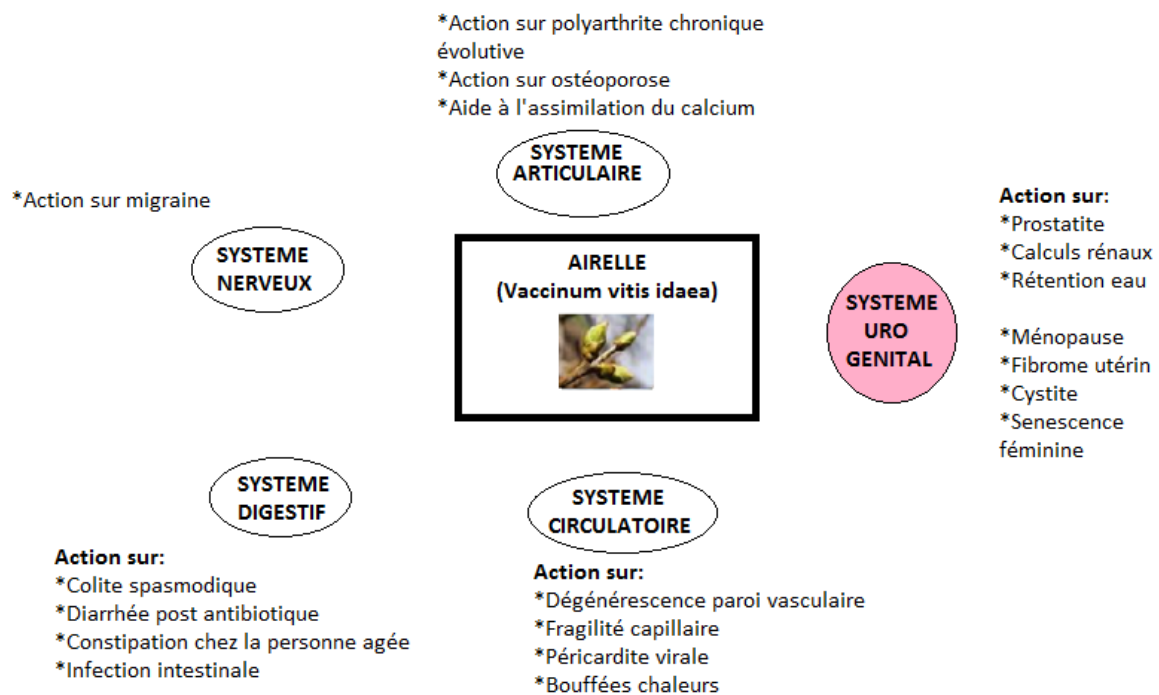 *Action sur polyarthrite chronique
évolutive
*Action sur ostéoporose
*Aide à l'assimilation du calcium
SYSTEME
ARTICULAIRE
*Action sur migraine
SYSTEME
NERVEUX
AIRELLE
(Vaccinum vitis idaea)
SYSTEME
URO
GENITAL
Action sur:
*Prostatite
*Calculs rénaux
*Rétention eau
*Ménopause
*Fibrome utérin
*Cystite
*Senescence
féminine
SYSTEME
DIGESTIF
Action sur:
*Colite spasmodique
*Diarrhée post antibiotique
*Constipation chez la personne agée
*Infection intestinale
SYSTEME
CIRCULATOIRE
Action sur:
*Dégénérescence paroi vasculaire
*Fragilité capillaire
*Péricardite virale
*Bouffées chaleurs